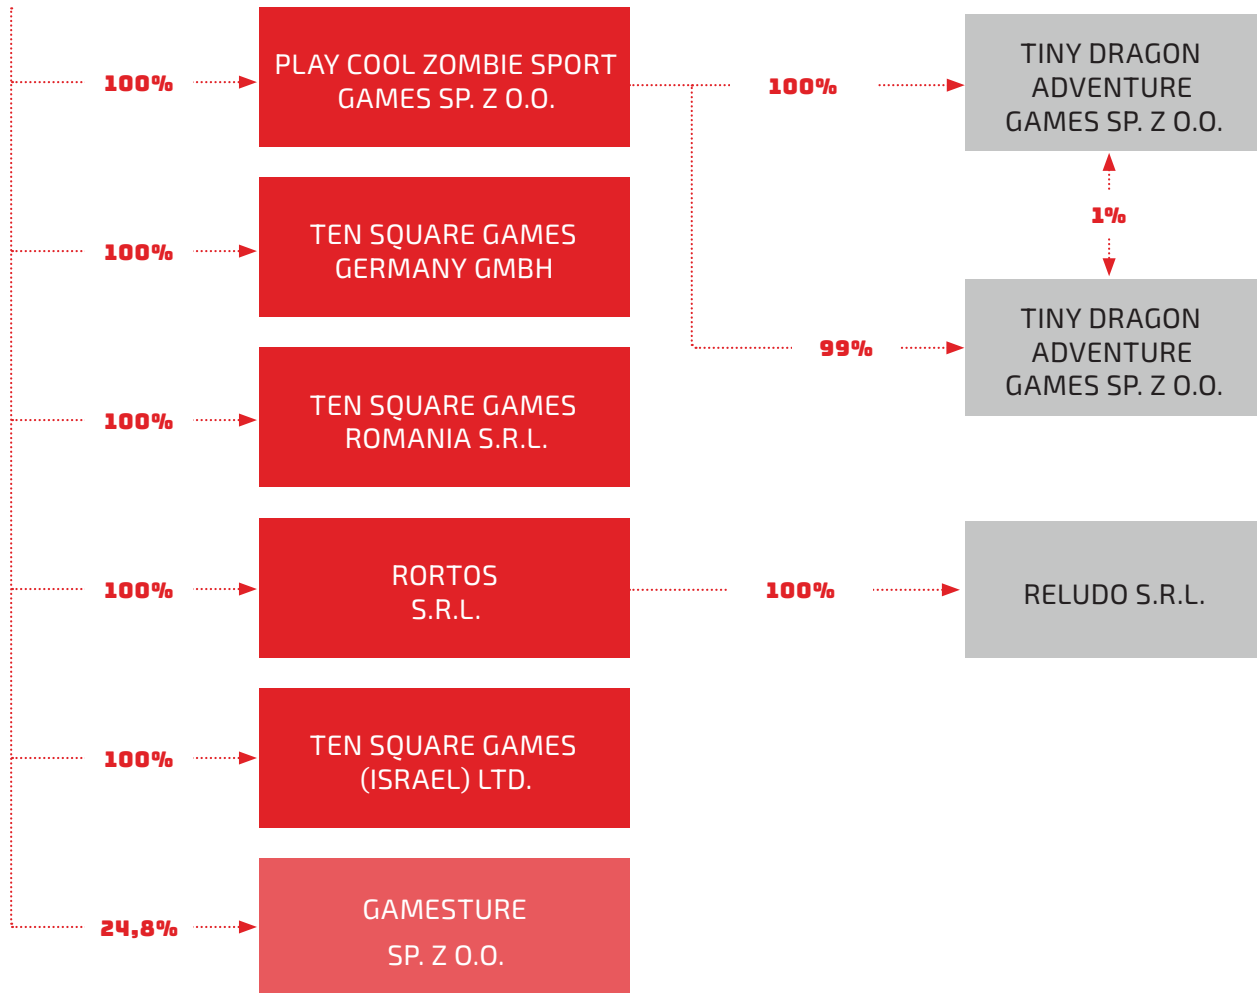 100%
PLAY COOL ZOMBIE SPORT
GAMES SP. Z O.O.
100%
TINY DRAGON
ADVENTURE
GAMES SP. Z O.O.
1%
100%
TEN SQUARE GAMES
GERMANY GMBH
99%
TINY DRAGON
ADVENTURE
GAMES SP. Z O.O.
100%
TEN SQUARE GAMES
ROMANIA S.R.L.
100%
RORTOS
S.R.L.
100%
RELUDO S.R.L.
100%
TEN SQUARE GAMES
(ISRAEL) LTD.
24,8%
GAMESTURE
SP. Z O.O.